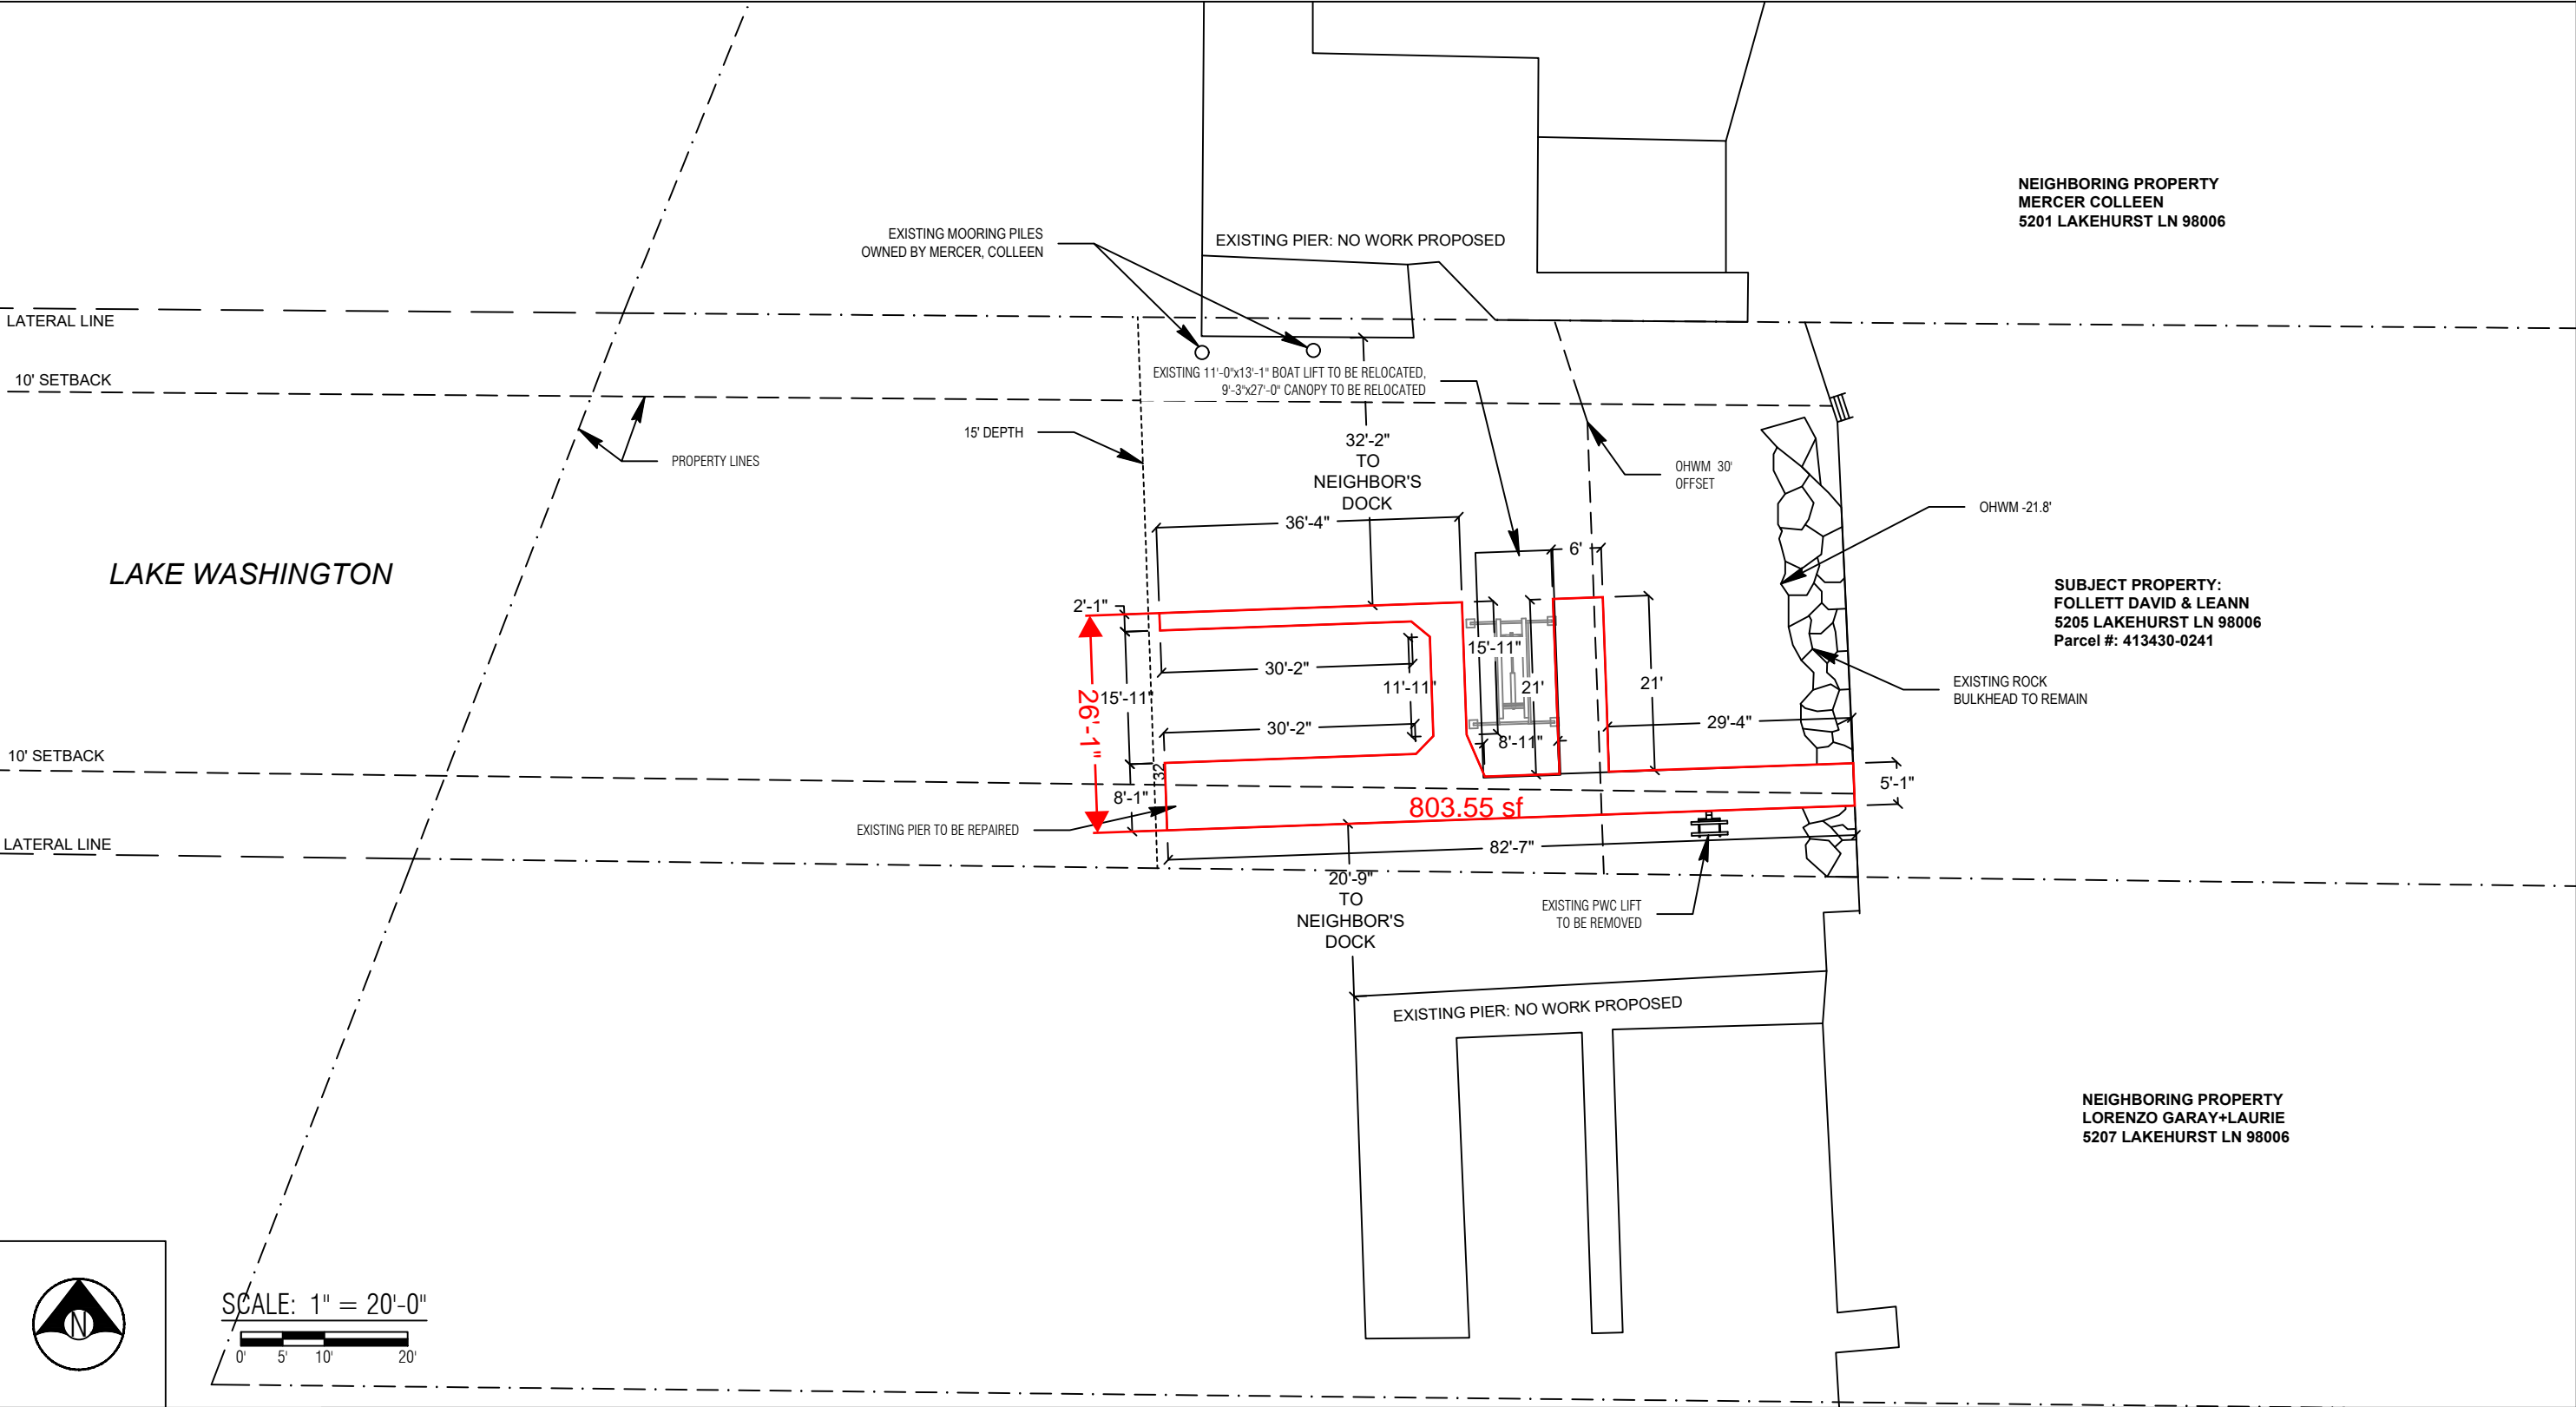 NEIGHBORING PROPERTY
MERCER COLLEEN
5201 LAKEHURST LN 98006
EXISTING MOORING PILES
OWNED BY MERCER, COLLEEN
EXISTING PIER: NO WORK PROPOSED
LATERAL LINE
10' SETBACK
EXISTING 11'-0"x13'-1" BOAT LIFT TO BE RELOCATED,
9'-3"x27'-0" CANOPY TO BE RELOCATED
15' DEPTH
PROPERTY LINES
32'-2"
TO
NEIGHBOR'S
DOCK
OHWM 30'
OFFSET
OHWM -21.8'
LAKE WASHINGTON
36'-4"
6'
SUBJECT PROPERTY:
FOLLETT DAVID & LEANN
5205 LAKEHURST LN 98006
Parcel #: 413430-0241
2'-1"
15'-11"
30'-2"
11'-11"
21'
21'
15'-11"
26'-1"
EXISTING ROCK
BULKHEAD TO REMAIN
30'-2"
8'-11"
29'-4"
10' SETBACK
32
8'-1"
5'-1"
803.55 sf
EXISTING PIER TO BE REPAIRED
LATERAL LINE
82'-7"
20'-9"
TO
NEIGHBOR'S
DOCK
EXISTING PWC LIFT
TO BE REMOVED
EXISTING PIER: NO WORK PROPOSED
NEIGHBORING PROPERTY
LORENZO GARAY+LAURIE
5207 LAKEHURST LN 98006
N
SCALE: 1" = 20'-0"
0' 5' 10' 20'